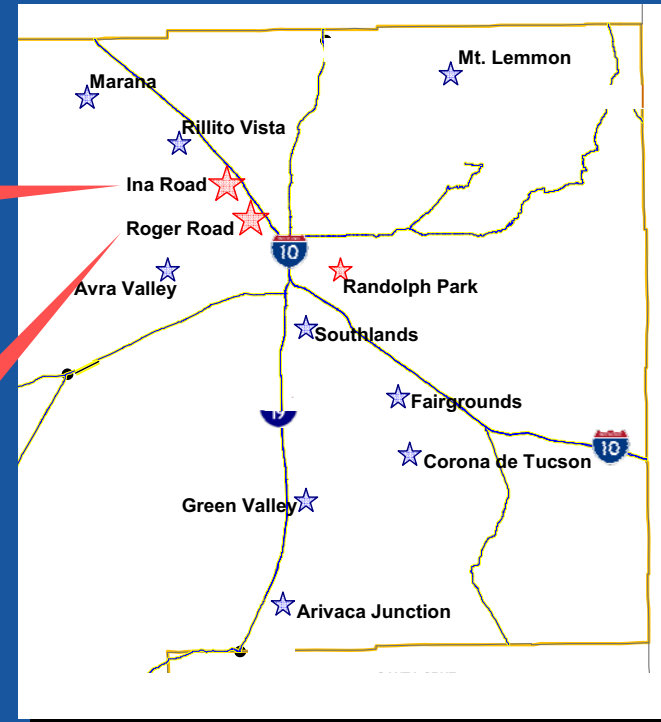 Mt. Lemmon
Marana
Rillito Vista
Ina Road
Roger Road
10
Avra Valley
Randolph Park
Southlands
Fairgrounds
10
Corona de Tucson
Green Valley
Arivaca Junction